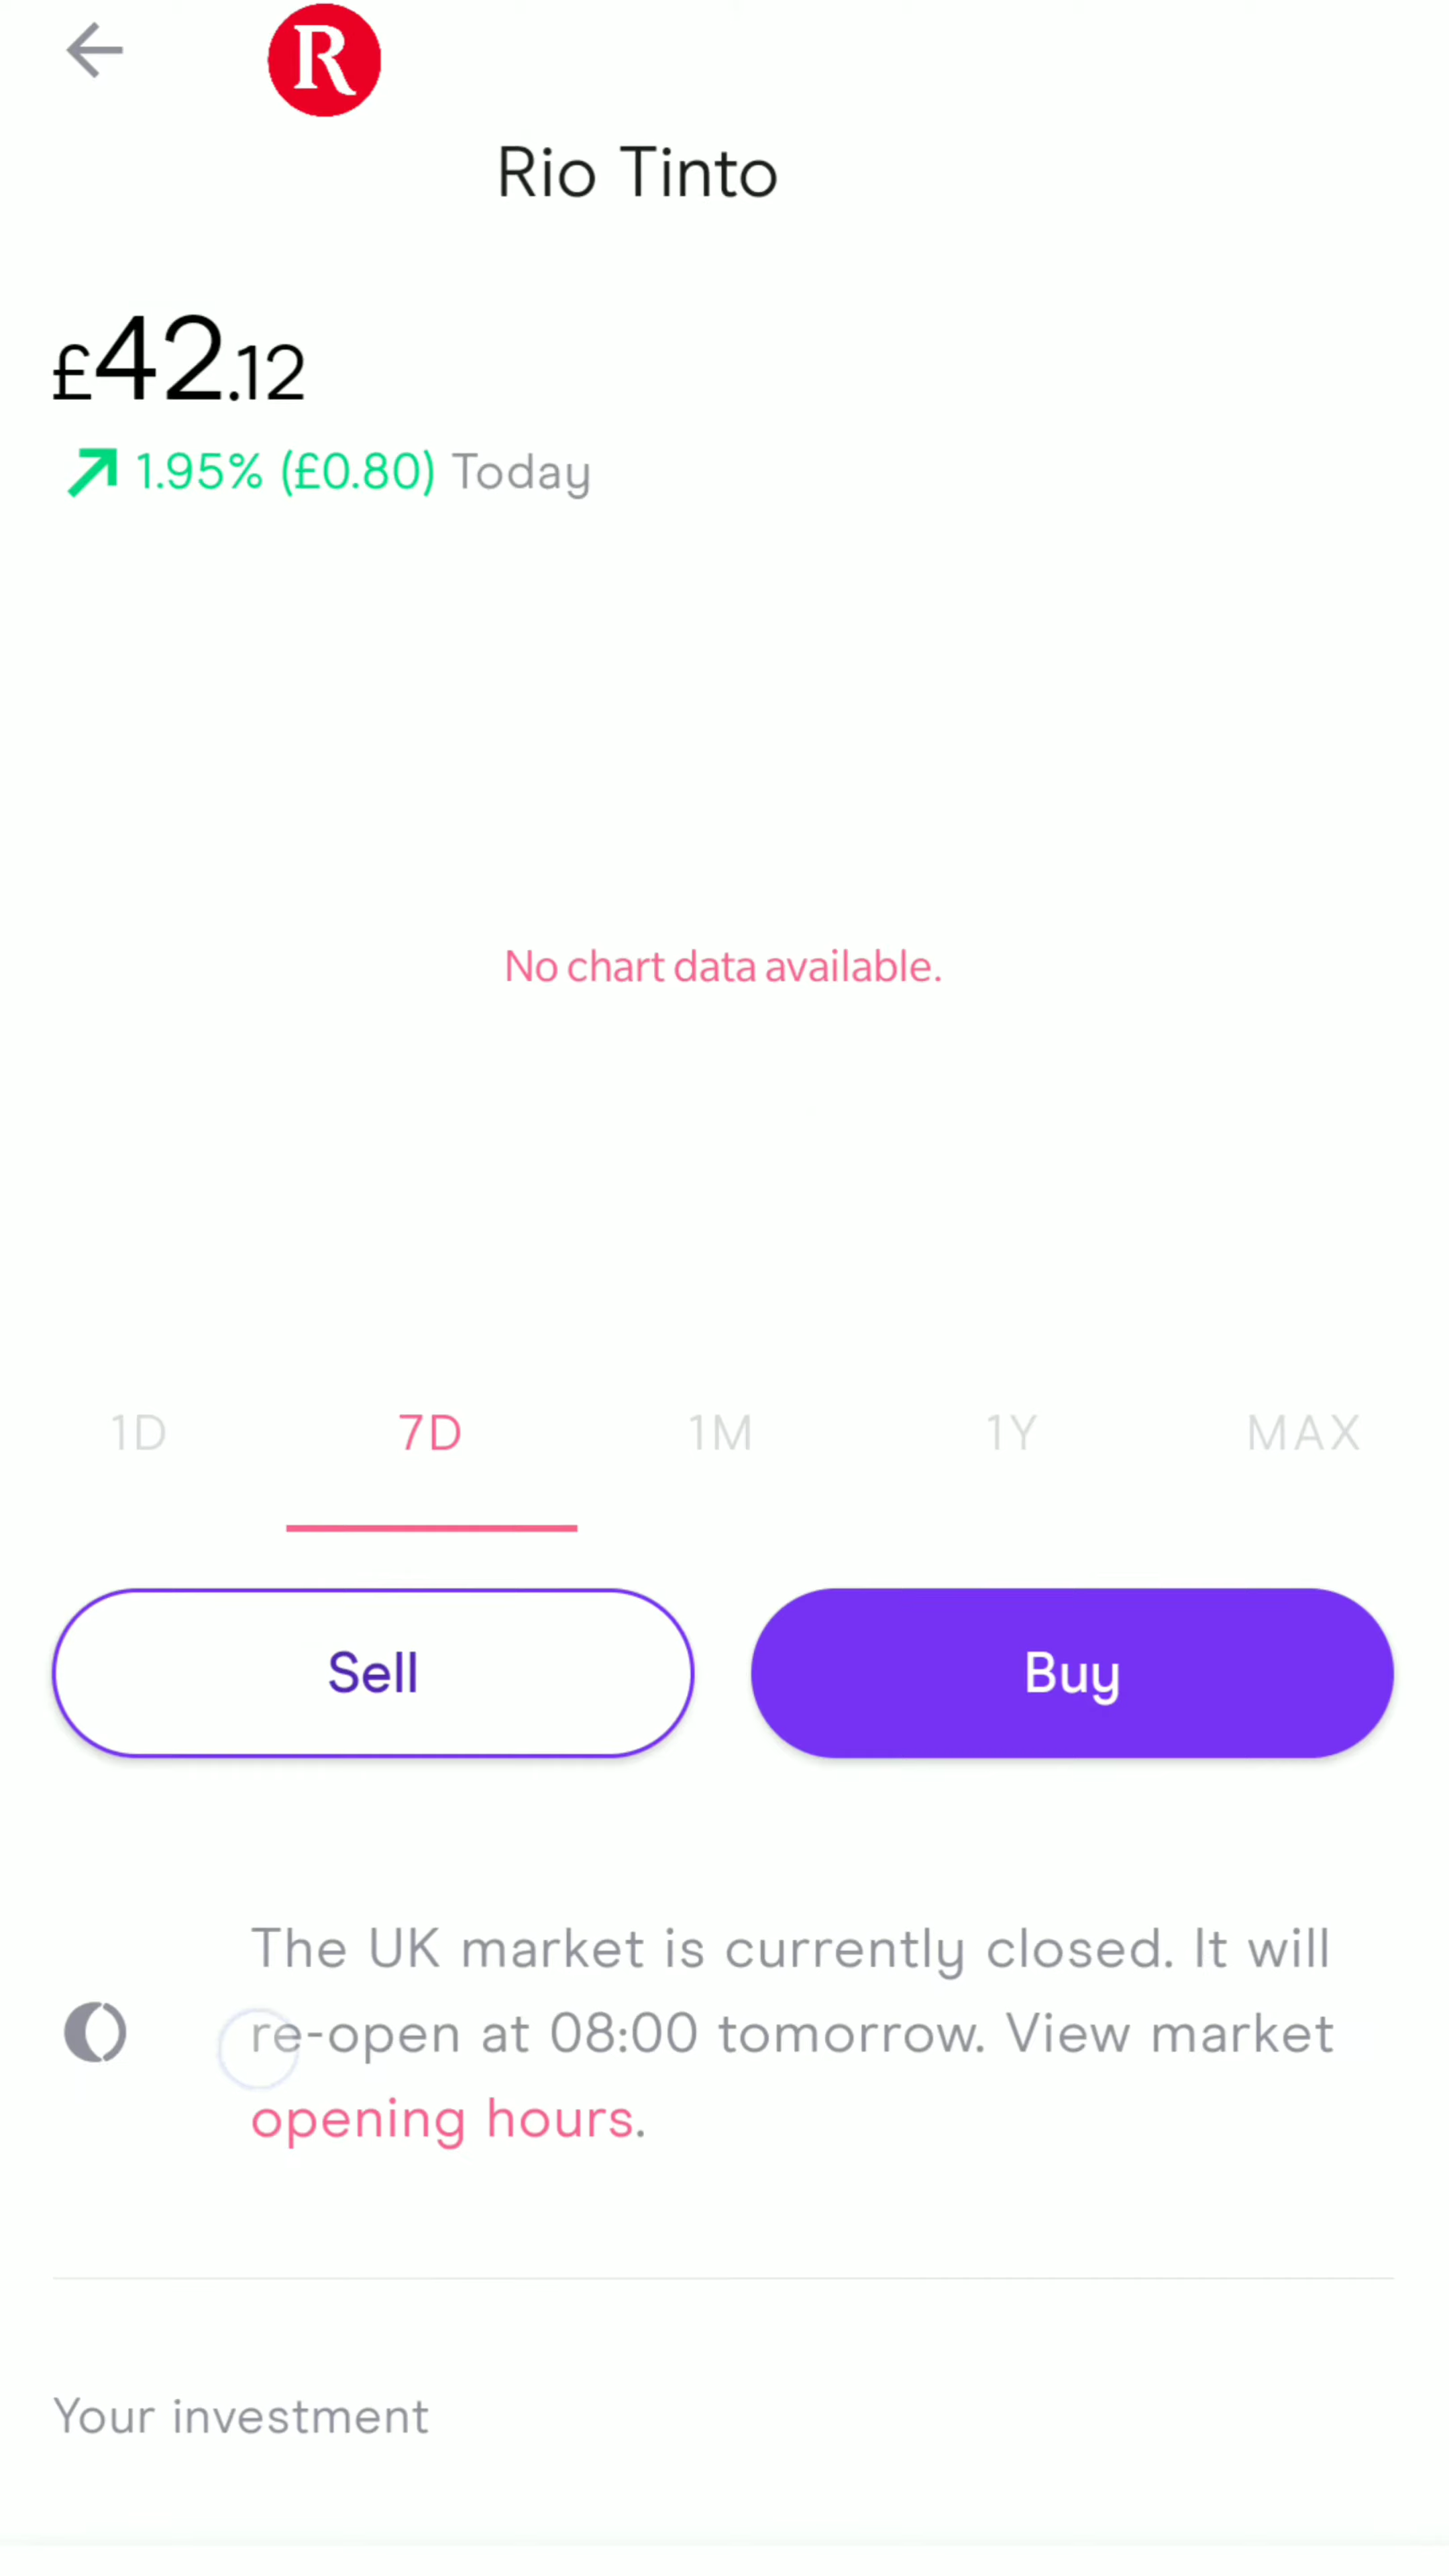 R
Rio Tinto
£42.12
1.95% (£0.80) Today
No chart data available.
1D 7D 1M 1Y MAX
Sell Buy
The UK market is currently closed. It will
re-open at 08:00 tomorrow. View market
opening hours.
Your investment